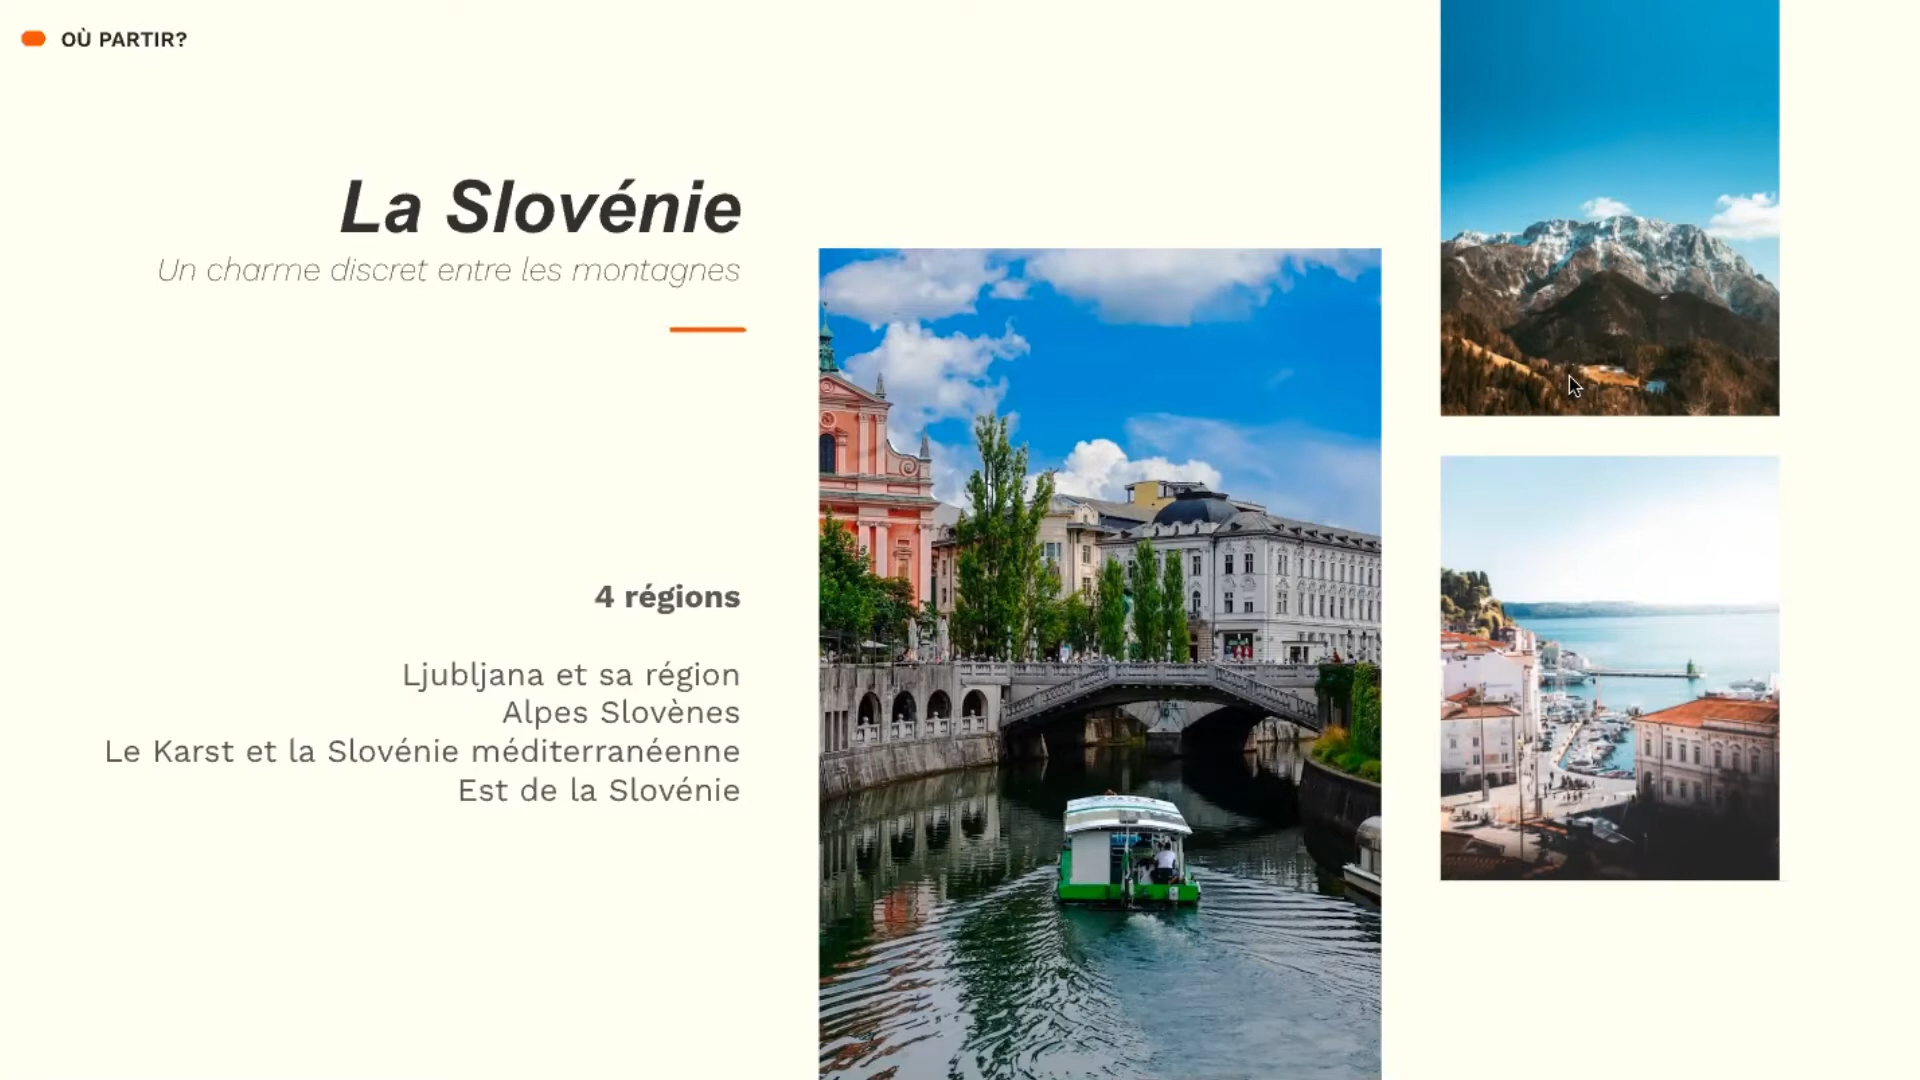 OÙ PARTIR?
La Slovénie
Un charme discret entre les montagnes
4 régions
Ljubljana et sa région
Alpes Slovènes
Le Karst et la Slovénie méditerranéenne
Est de la Slovénie